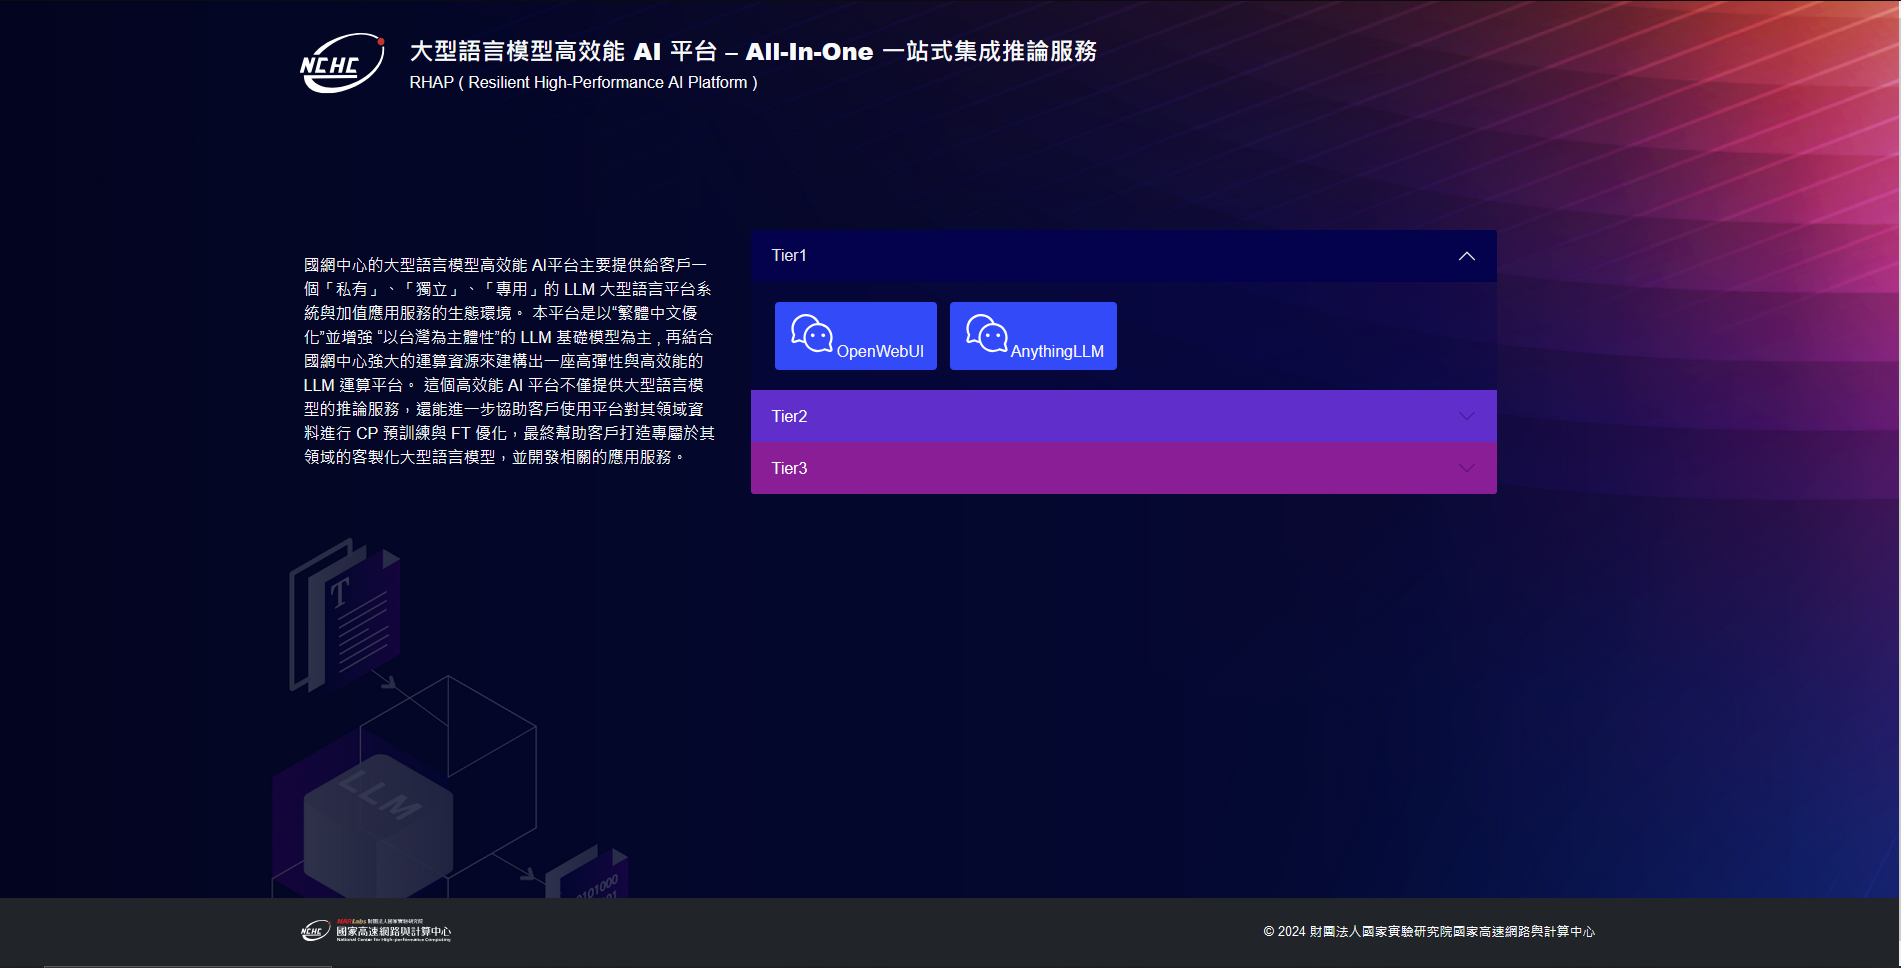 NCHC
大型語言模型高效能 AI 平台 – All-In-One 一站式集成推論服務
RHAP ( Resilient High-Performance AI Platform )
國網中心的大型語言模型高效能 AI平台主要提供給客戶一
個「私有」、「獨立」、「專用」的 LLM 大型語言平台系
統與加值應用服務的生態環境。 本平台是以“繁體中文優
化”並增強 “以台灣為主體性”的 LLM 基礎模型為主 , 再結合
國網中心強大的運算資源來建構出一座高彈性與高效能的
LLM 運算平台。 這個高效能 AI 平台不僅提供大型語言模
型的推論服務，還能進一步協助客戶使用平台對其領域資
料進行 CP 預訓練與 FT 優化，最終幫助客戶打造專屬於其
領域的客製化大型語言模型，並開發相關的應用服務。
Tier1
OpenWebUI
AnythingLLM
Tier2
Tier3
T
LLM
0101000
01
NCHC
NARLabs 財團法人國家實驗研究院
國家高速網路與計算中心
National Center for High-performance Computing
© 2024 財團法人國家實驗研究院國家高速網路與計算中心